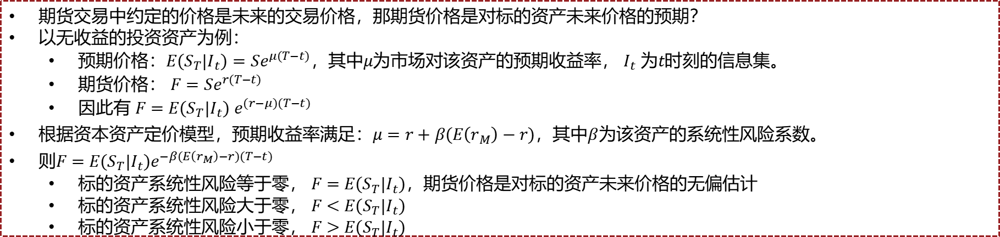 • 期货交易中约定的价格是未来的交易价格，那期货价格是对标的资产未来价格的预期？
• 以无收益的投资资产为例：
• 预期价格：$E(S_T|I_t) = Se^{\mu(T-t)}$，其中$\mu$为市场对该资产的预期收益率， $I_t$ 为$t$时刻的信息集。
• 期货价格： $F = Se^{r(T-t)}$
• 因此有 $F = E(S_T|I_t)\ e^{(r-\mu)(T-t)}$
• 根据资本资产定价模型，预期收益率满足：$\mu = r + \beta(E(r_M) - r)$，其中$\beta$为该资产的系统性风险系数。
• 则$F = E(S_T|I_t)e^{-\beta(E(r_M)-r)(T-t)}$
• 标的资产系统性风险等于零， $F = E(S_T|I_t)$，期货价格是对标的资产未来价格的无偏估计
• 标的资产系统性风险大于零， $F < E(S_T|I_t)$
• 标的资产系统性风险小于零， $F > E(S_T|I_t)$